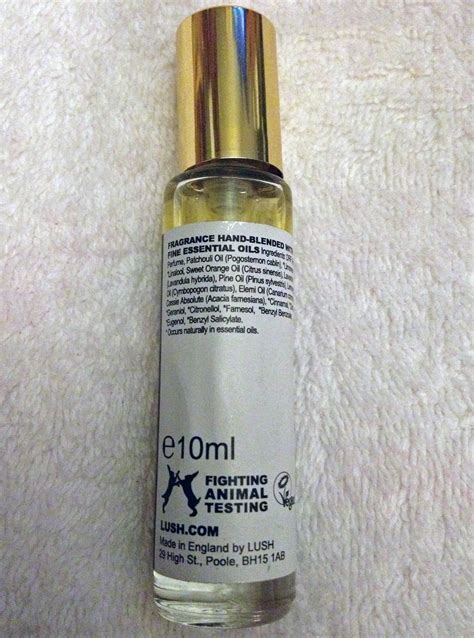 FRAGRANCE HAND-BLENDED WITH
FINE ESSENTIAL OILS Ingredients
Perfume, Patchouli Oil (Pogostemon cablin),
*Linalool, Sweet Orange Oil (Citrus sinensis),
Lavandula hybrida), Pine Oil (Pinus sylvestris),
Oil (Cymbopogon citratus), Elemi Oil (Canarium
Cassie Absolute (Acacia farnesiana), *Cinnamal,
*Geraniol, *Citronellol, *Farnesol, *Benzyl Benzoate
*Eugenol, *Benzyl Salicylate.
*Occurs naturally in essential oils.
℮10ml
FIGHTING
ANIMAL
TESTING
Vegan
LUSH.COM
Made in England by LUSH
29 High St., Poole, BH15 1AB